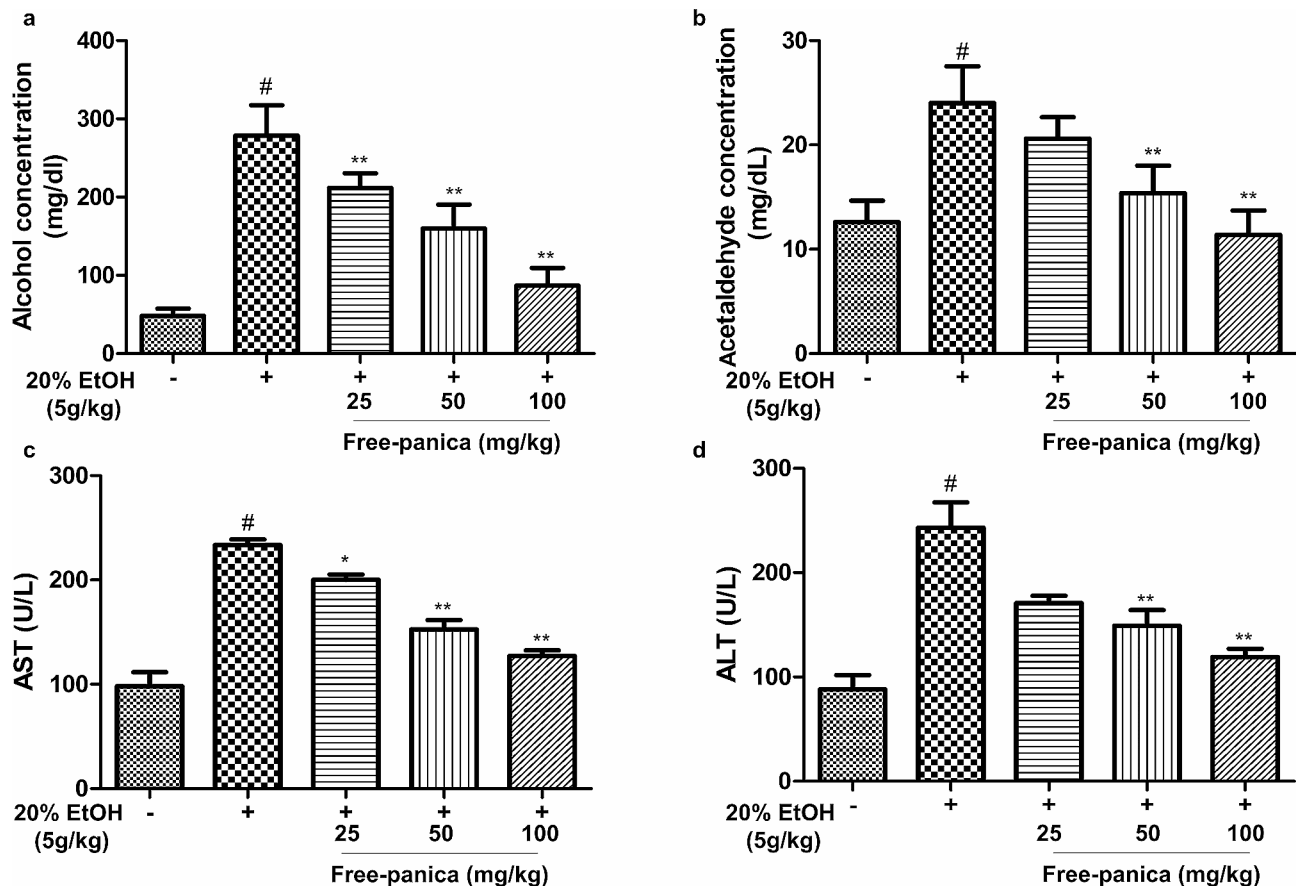 a
Alcohol concentration
(mg/dl)
400
300
200
100
0
#
**
**
**
20% EtOH - + + + +
(5g/kg) 25 50 100
Free-panica (mg/kg)
b
Acetaldehyde concentration
(mg/dL)
30
20
10
0
#
**
**
20% EtOH - + + + +
(5g/kg) 25 50 100
Free-panica (mg/kg)
c
AST (U/L)
300
200
100
0
#
*
**
**
20% EtOH - + + + +
(5g/kg) 25 50 100
Free-panica (mg/kg)
d
ALT (U/L)
300
200
100
0
#
**
**
20% EtOH - + + + +
(5g/kg) 25 50 100
Free-panica (mg/kg)